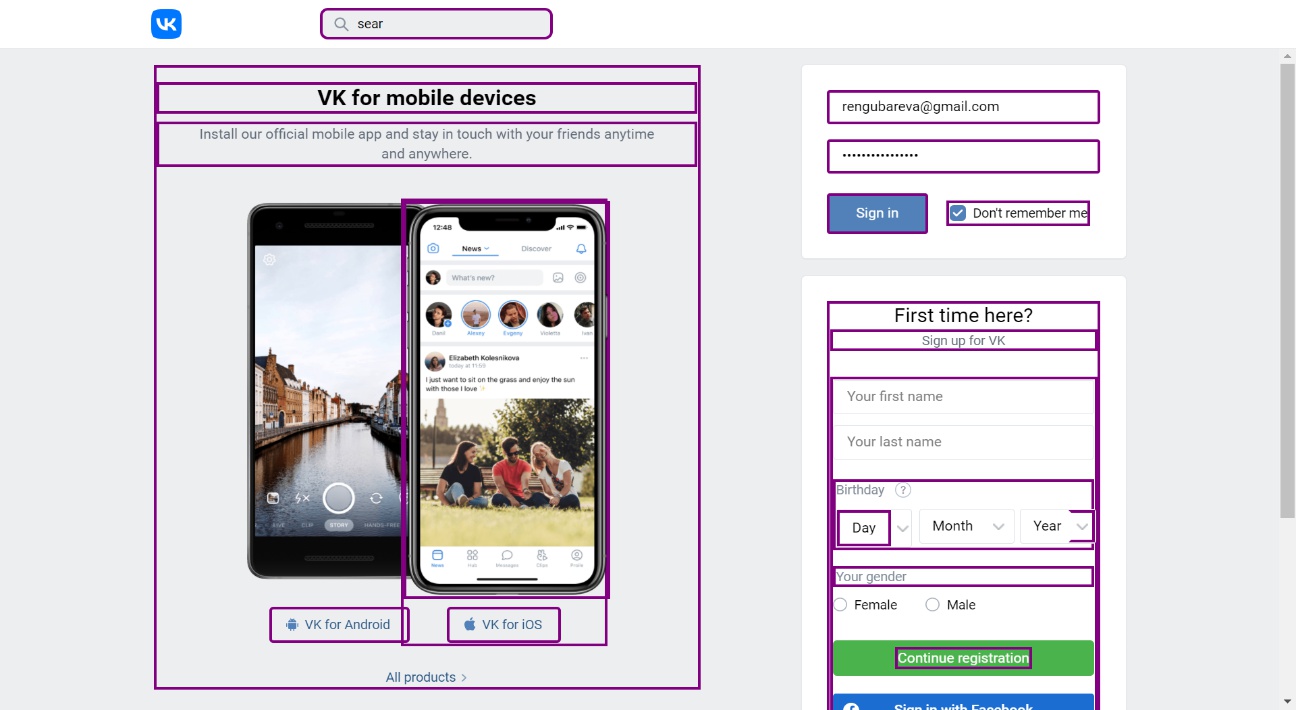 VK
sear
VK for mobile devices
Install our official mobile app and stay in touch with your friends anytime
and anywhere.
12:48
News
Discover
What's new?
Danil
Alexey
Evgeny
Violetta
Ivan
Elizabeth Kolesnikova
today at 11:59
I just want to sit on the grass and enjoy the sun
with those I love
LIVE
CLIP
STORY
HANDS-FREE
News
Hub
Messages
Clips
Profile
VK for Android
VK for iOS
All products
rengubareva@gmail.com
••••••••••••••••
Sign in
Don't remember me
First time here?
Sign up for VK
Your first name
Your last name
Birthday ?
Day
Month
Year
Your gender
Female
Male
Continue registration
Sign in with Facebook